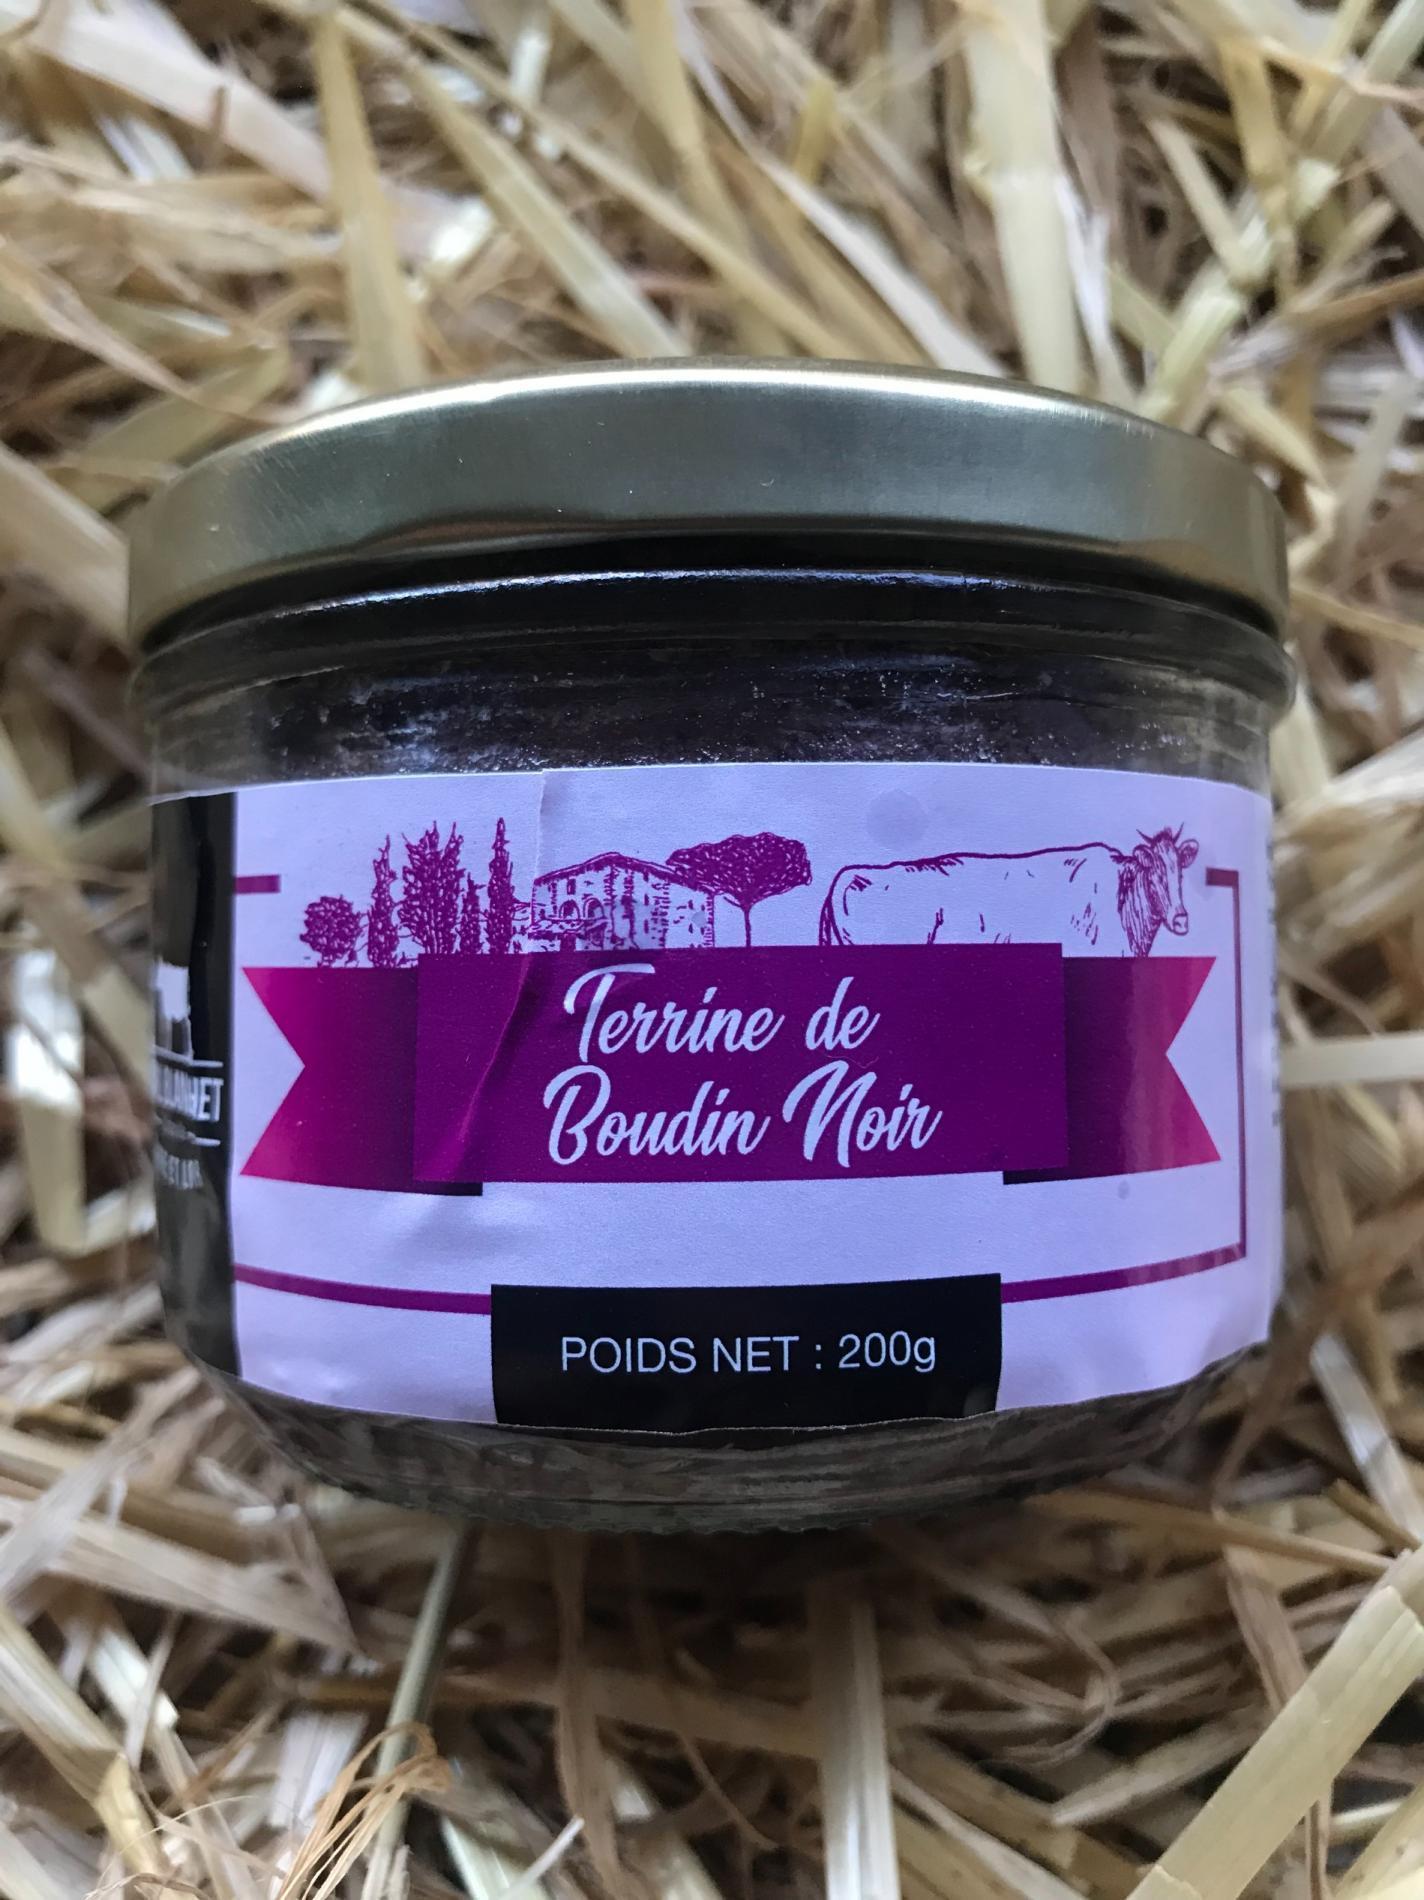 Terrine de
Boudin Noir
POIDS NET : 200g